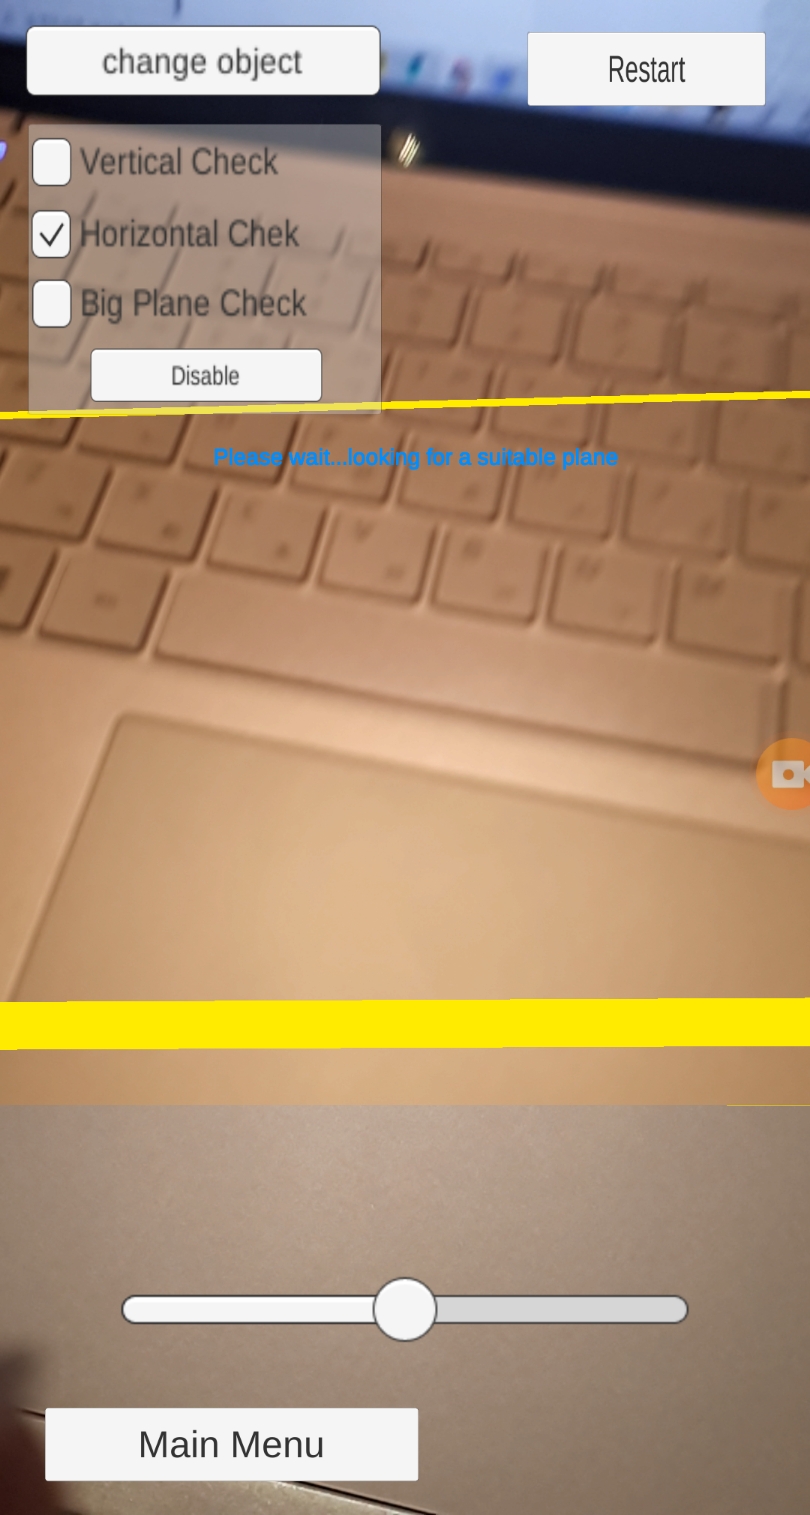 change object
Restart
Vertical Check
Horizontal Chek
Big Plane Check
Disable
Please wait...looking for a suitable plane
Main Menu